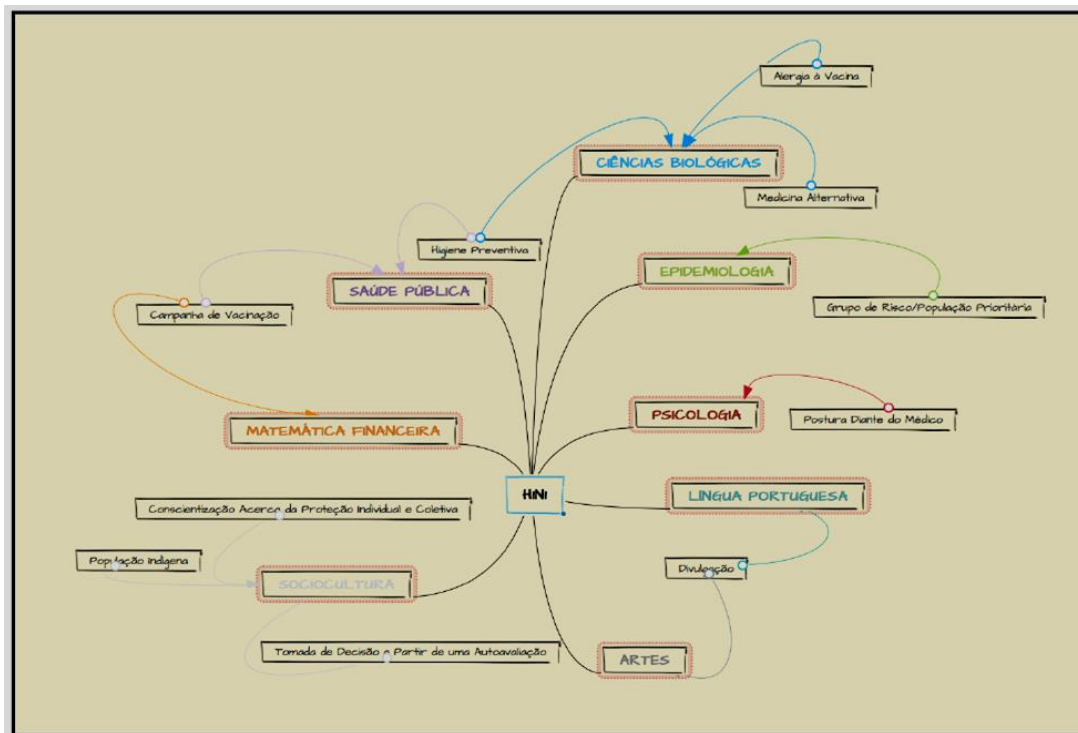 Alergia à Vacina
CIÊNCIAS BIOLÓGICAS
Medicina Alternativa
Higiene Preventiva
EPIDEMIOLOGIA
SAÚDE PÚBLICA
Grupo de Risco/População Prioritária
Campanha de Vacinação
PSICOLOGIA
Postura Diante do Médico
MATEMÁTICA FINANCEIRA
H1N1
LÍNGUA PORTUGUESA
Conscientização Acerca da Proteção Individual e Coletiva
População Indígena
Divulgação
SOCIOCULTURA
Tomada de Decisão a Partir de uma Autoavaliação
ARTES